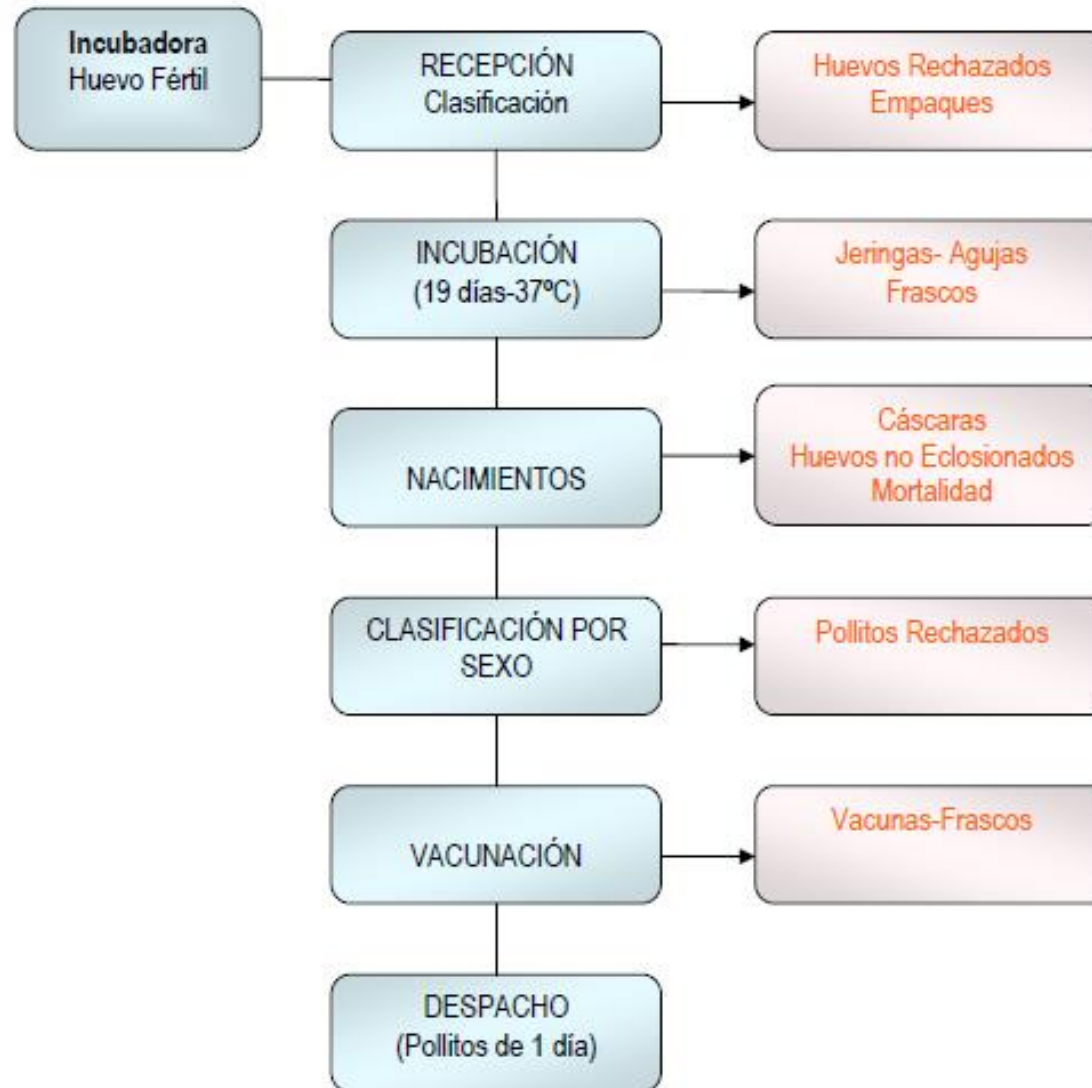 Incubadora
Huevo Fértil
RECEPCIÓN
Clasificación
Huevos Rechazados
Empaques
INCUBACIÓN
(19 días-37ºC)
Jeringas- Agujas
Frascos
NACIMIENTOS
Cáscaras
Huevos no Eclosionados
Mortalidad
CLASIFICACIÓN POR
SEXO
Pollitos Rechazados
VACUNACIÓN
Vacunas-Frascos
DESPACHO
(Pollitos de 1 día)